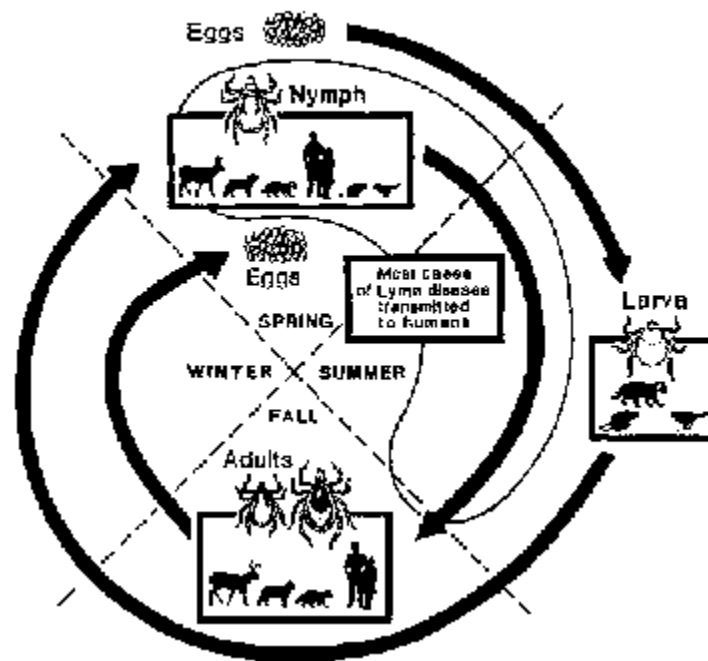 Eggs
Nymph
Eggs
Most cases
of Lyme disease
transmitted
to humans
Larva
SPRING
WINTER
SUMMER
FALL
Adults